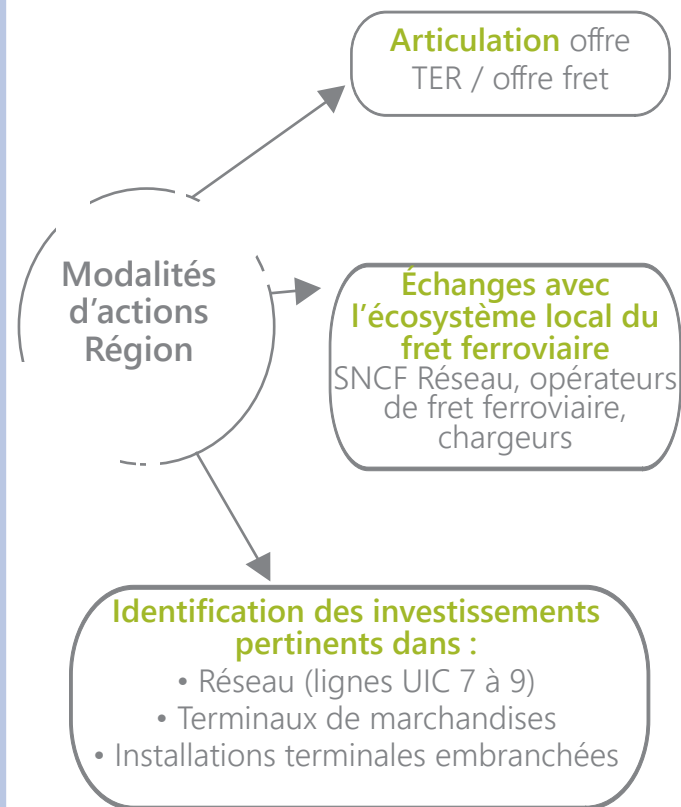 Articulation offre
TER / offre fret
Modalités
d'actions
Région
Échanges avec
l'écosystème local du
fret ferroviaire
SNCF Réseau, opérateurs
de fret ferroviaire,
chargeurs
Identification des investissements
pertinents dans :
• Réseau (lignes UIC 7 à 9)
• Terminaux de marchandises
• Installations terminales embranchées